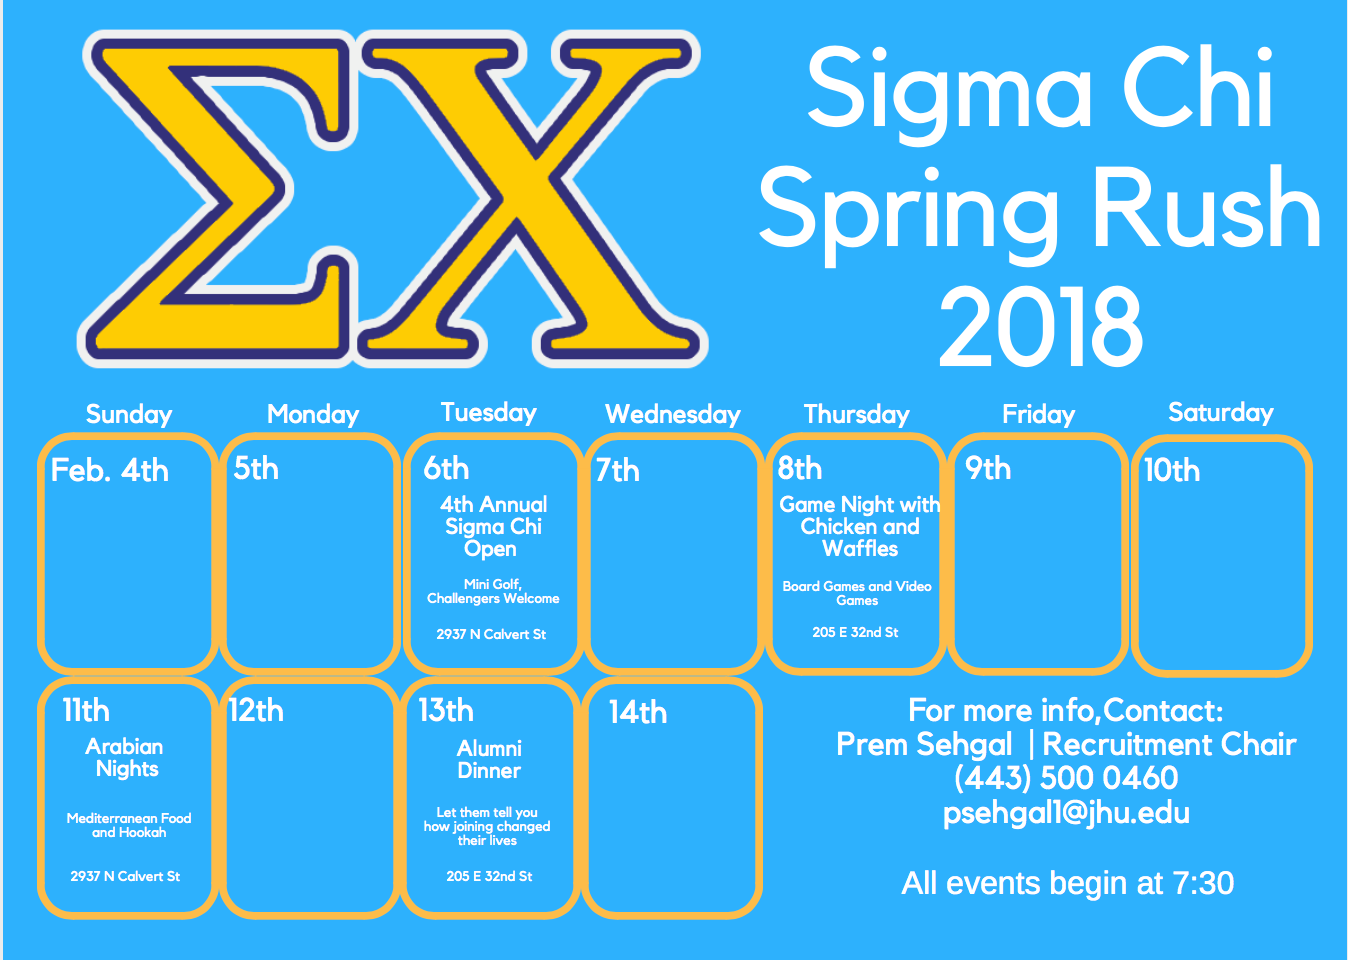 ΣΧ
Sigma Chi
Spring Rush
2018
Sunday
Monday
Tuesday
Wednesday
Thursday
Friday
Saturday
Feb. 4th
5th
6th
4th Annual
Sigma Chi
Open
Mini Golf,
Challengers Welcome
2937 N Calvert St
7th
8th
Game Night with
Chicken and
Waffles
Board Games and Video
Games
205 E 32nd St
9th
10th
11th
Arabian
Nights
Mediterranean Food
and Hookah
2937 N Calvert St
12th
13th
Alumni
Dinner
Let them tell you
how joining changed
their lives
205 E 32nd St
14th
For more info,Contact:
Prem Sehgal | Recruitment Chair
(443) 500 0460
psehgal1@jhu.edu
All events begin at 7:30